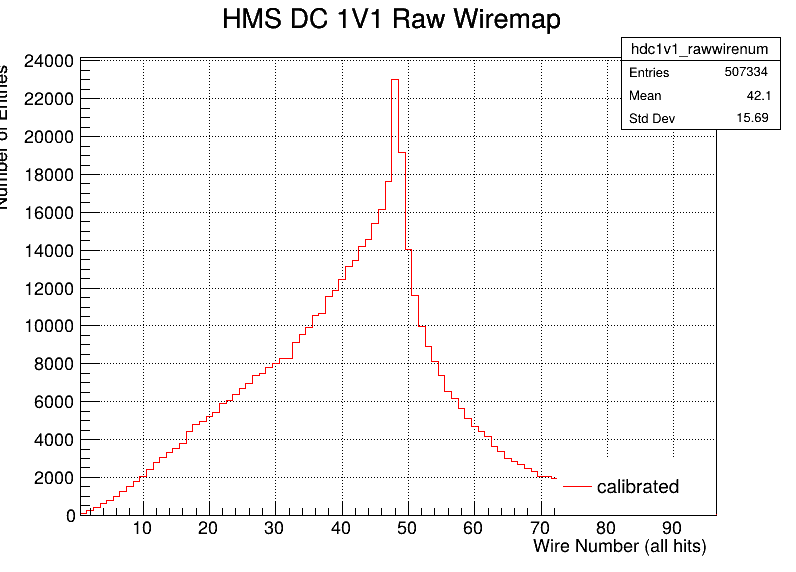 HMS DC 1V1 Raw Wiremap
hdc1v1_rawwirenum
Entries 507334
Mean 42.1
Std Dev 15.69
Number of Entries
24000
22000
20000
18000
16000
14000
12000
10000
8000
6000
4000
2000
0
calibrated
10 20 30 40 50 60 70 80 90
Wire Number (all hits)